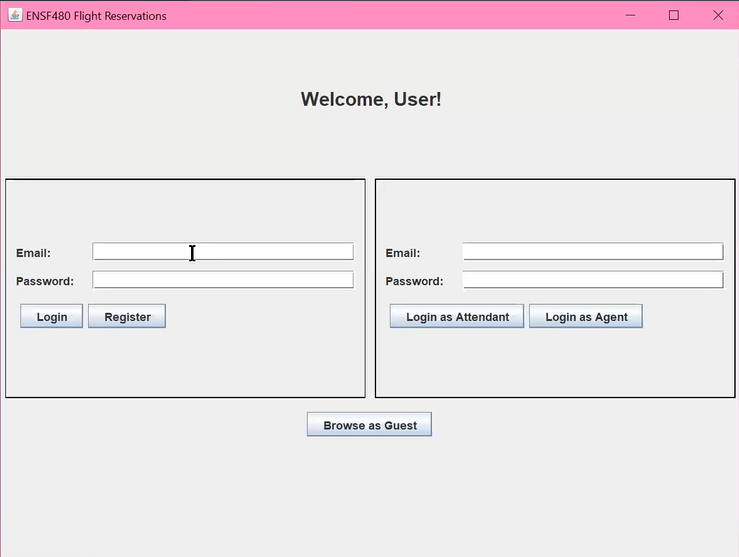 ENSF480 Flight Reservations
Welcome, User!
Email:
Password:
Login Register
Email:
Password:
Login as Attendant Login as Agent
Browse as Guest